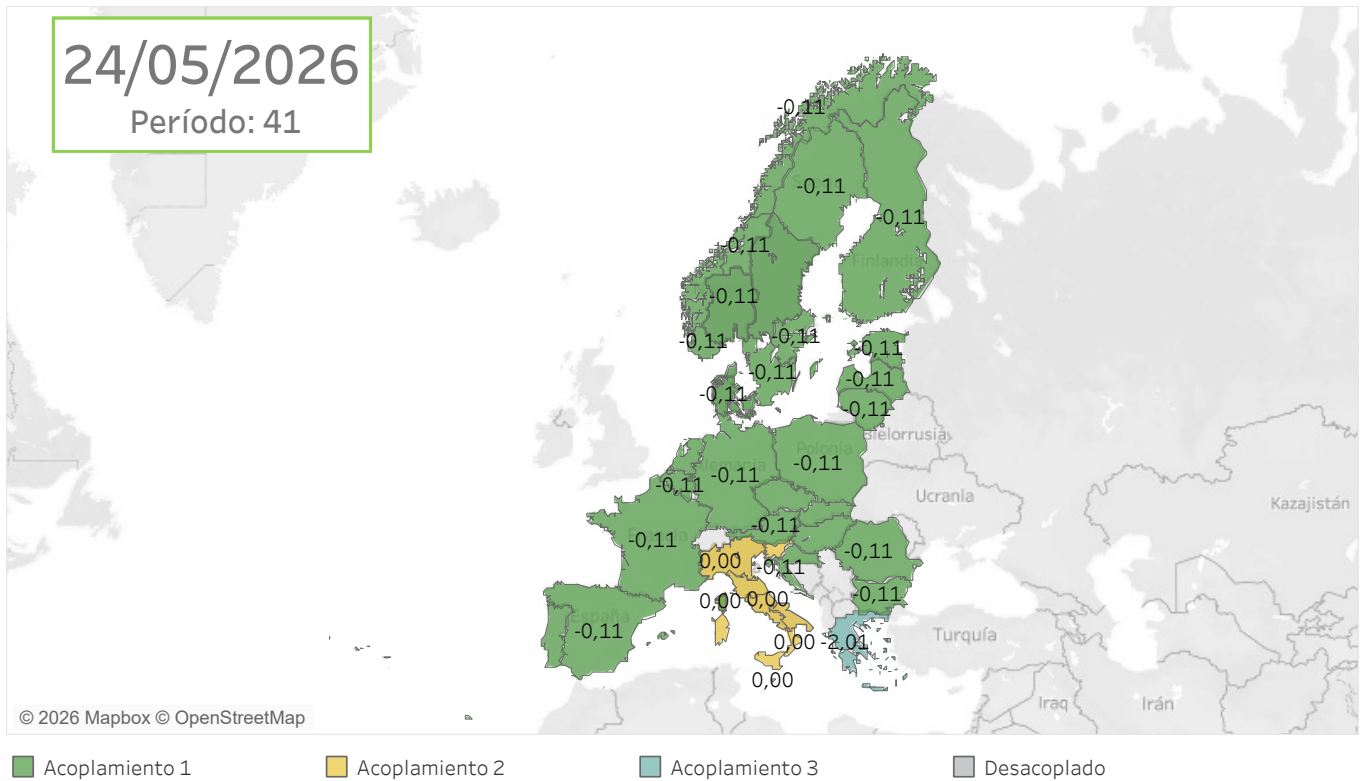 24/05/2026
Período: 41
-0,11
-0,11
-0,11
-0,11
Finlandia
-0,11
-0,11
-0,11
-0,11
-0,11
-0,11
-0,11
-0,11
Bielorrusia
Polonia
-0,11
Alemania
-0,11
-0,11
Ucrania
Kazajistán
-0,11
Francia
-0,11
-0,11
0,00
-0,11
-0,11
0,00
0,00
España
-0,11
Turquía
0,00
-2,01
0,00
Iraq
Irán
© 2026 Mapbox © OpenStreetMap
Acoplamiento 1
Acoplamiento 2
Acoplamiento 3
Desacoplado